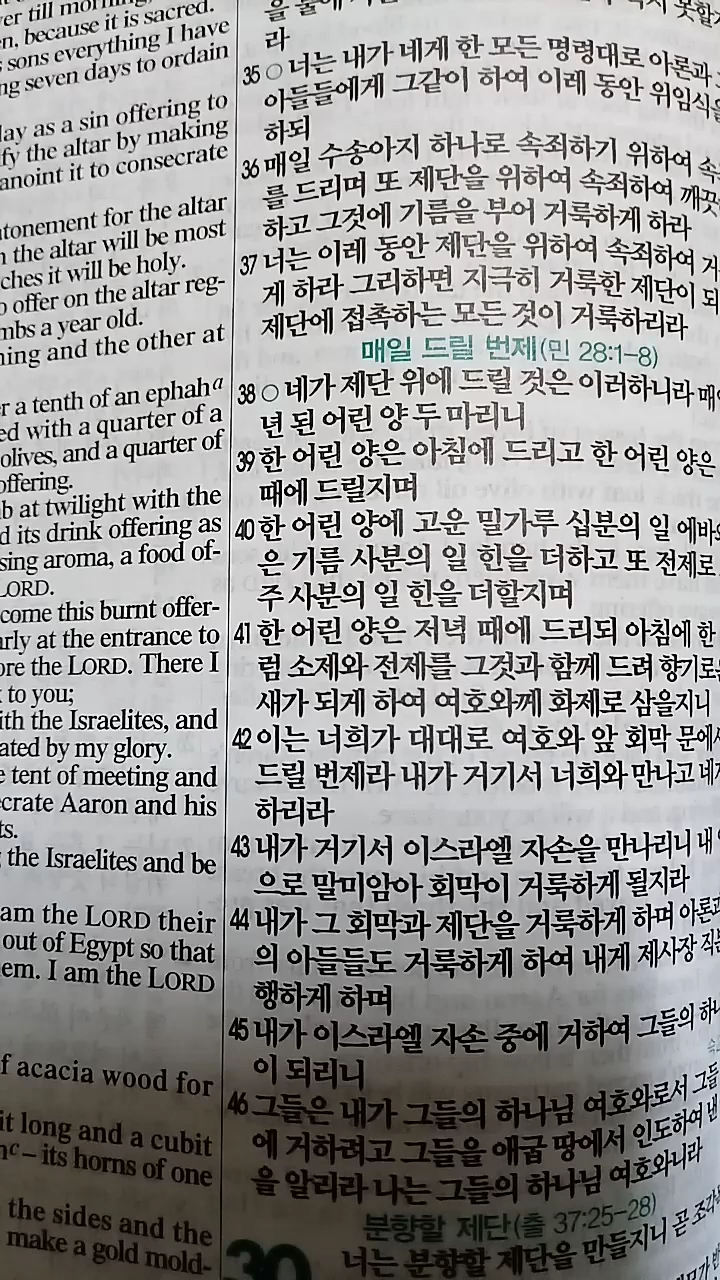 er till morning,
en, because it is sacred.
sons everything I have
ng seven days to ordain
lay as a sin offering to
fy the altar by making
anoint it to consecrate
atonement for the altar
n the altar will be most
ches it will be holy.
offer on the altar reg-
mbs a year old.
ning and the other at
r a tenth of an ephah a
ed with a quarter of a
olives, and a quarter of
offering.
b at twilight with the
d its drink offering as
sing aroma, a food of-
LORD.
come this burnt offer-
arly at the entrance to
ore the LORD. There I
to you;
ith the Israelites, and
ated by my glory.
e tent of meeting and
ecrate Aaron and his
ts.
the Israelites and be
am the LORD their
out of Egypt so that
em. I am the LORD
f acacia wood for
it long and a cubit
h c – its horns of one
the sides and the
make a gold mold-
라
35 ○ 너는 내가 네게 한 모든 명령대로 아론과
아들들에게 그같이 하여 이레 동안 위임식을
하되
36 매일 수송아지 하나로 속죄하기 위하여
를 드리며 또 제단을 위하여 속죄하여 깨끗
하고 그것에 기름을 부어 거룩하게 하라
37 너는 이레 동안 제단을 위하여 속죄하여 거
게 하라 그리하면 지극히 거룩한 제단이 되
제단에 접촉하는 모든 것이 거룩하리라
매일 드릴 번제(민 28:1-8)
38 ○ 네가 제단 위에 드릴 것은 이러하니라 매
년 된 어린 양 두 마리니
39 한 어린 양은 아침에 드리고 한 어린 양은
때에 드릴지며
40 한 어린 양에 고운 밀가루 십분의 일 에바와
은 기름 사분의 일 힌을 더하고 또 전제로
주 사분의 일 힌을 더할지며
41 한 어린 양은 저녁 때에 드리되 아침에 한
럼 소제와 전제를 그것과 함께 드려 향기로운
새가 되게 하여 여호와께 화제로 삼을지니
42 이는 너희가 대대로 여호와 앞 회막 문에서
드릴 번제라 내가 거기서 너희와 만나고 네게
하리라
43 내가 거기서 이스라엘 자손을 만나리니 내
으로 말미암아 회막이 거룩하게 될지라
44 내가 그 회막과 제단을 거룩하게 하며 아론과
의 아들들도 거룩하게 하여 내게 제사장 직분
행하게 하며
45 내가 이스라엘 자손 중에 거하여 그들의 하나
이 되리니
46 그들은 내가 그들의 하나님 여호와로서 그들
에 거하려고 그들을 애굽 땅에서 인도하여 낸
을 알리라 나는 그들의 하나님 여호와니라
분향할 제단(출 37:25-28)
30 너는 분향할 제단을 만들지니 곧 조각목